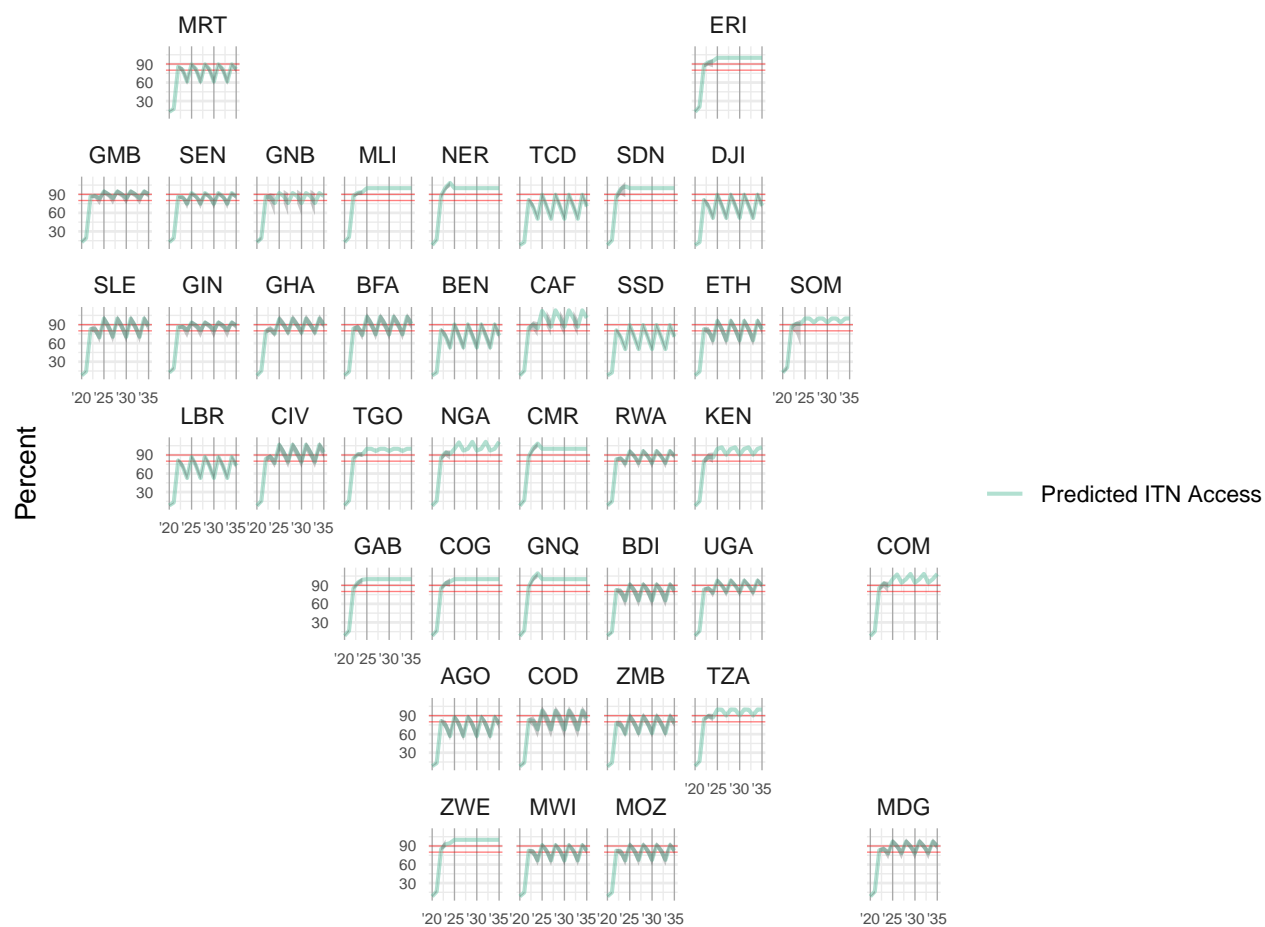 MRT ERI
90
60
30
GMB SEN GNB MLI NER TCD SDN DJI
90
60
30
SLE GIN GHA BFA BEN CAF SSD ETH SOM
90
60
30
'20 '25 '30 '35 '20 '25 '30 '35
LBR CIV TGO NGA CMR RWA KEN
90
60
30
Percent
Predicted ITN Access
'20 '25 '30 '35 '20 '25 '30 '35
GAB COG GNQ BDI UGA COM
90
60
30
'20 '25 '30 '35
AGO COD ZMB TZA
90
60
30
'20 '25 '30 '35
ZWE MWI MOZ MDG
90
60
30
'20 '25 '30 '35 '20 '25 '30 '35 '20 '25 '30 '35 '20 '25 '30 '35